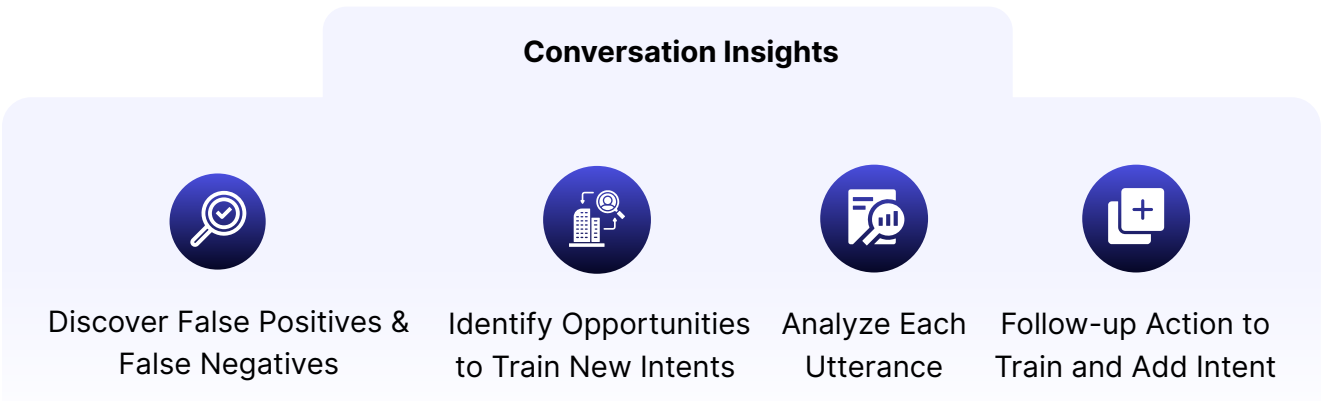 Conversation Insights
Discover False Positives &
False Negatives
Identify Opportunities
to Train New Intents
Analyze Each
Utterance
Follow-up Action to
Train and Add Intent